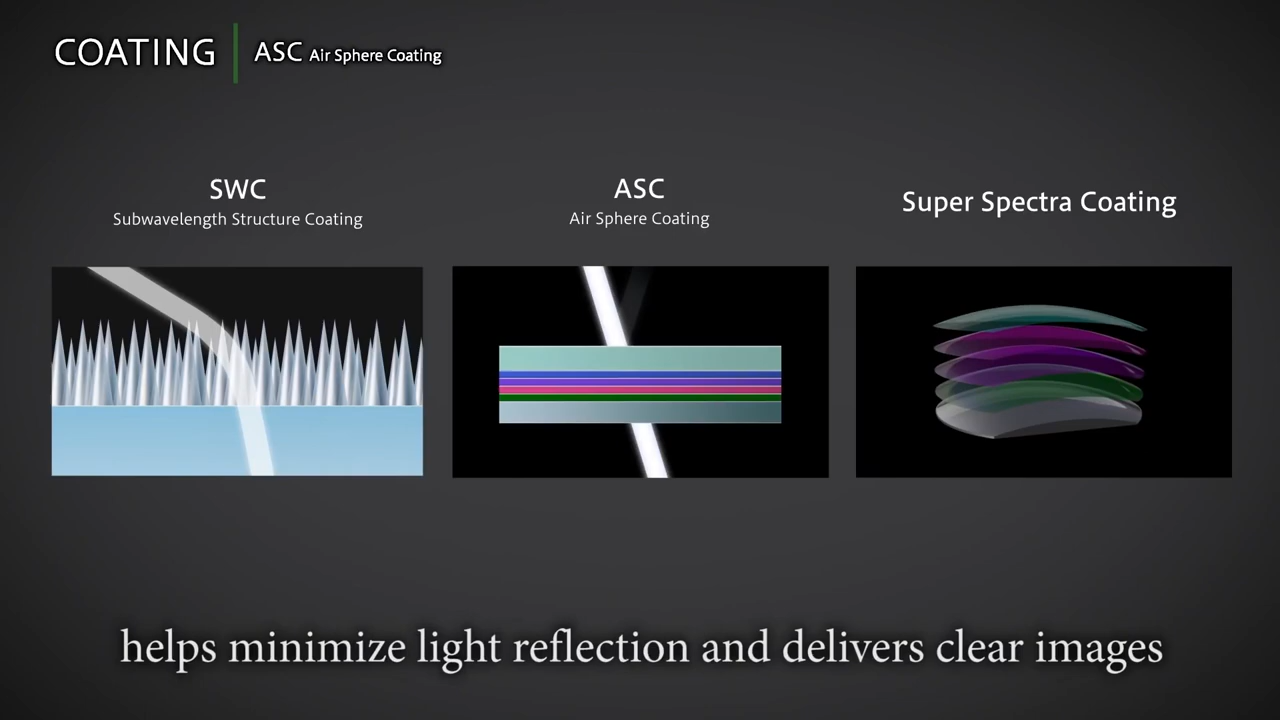 COATING
ASC Air Sphere Coating
SWC
Subwavelength Structure Coating
ASC
Air Sphere Coating
Super Spectra Coating
helps minimize light reflection and delivers clear images